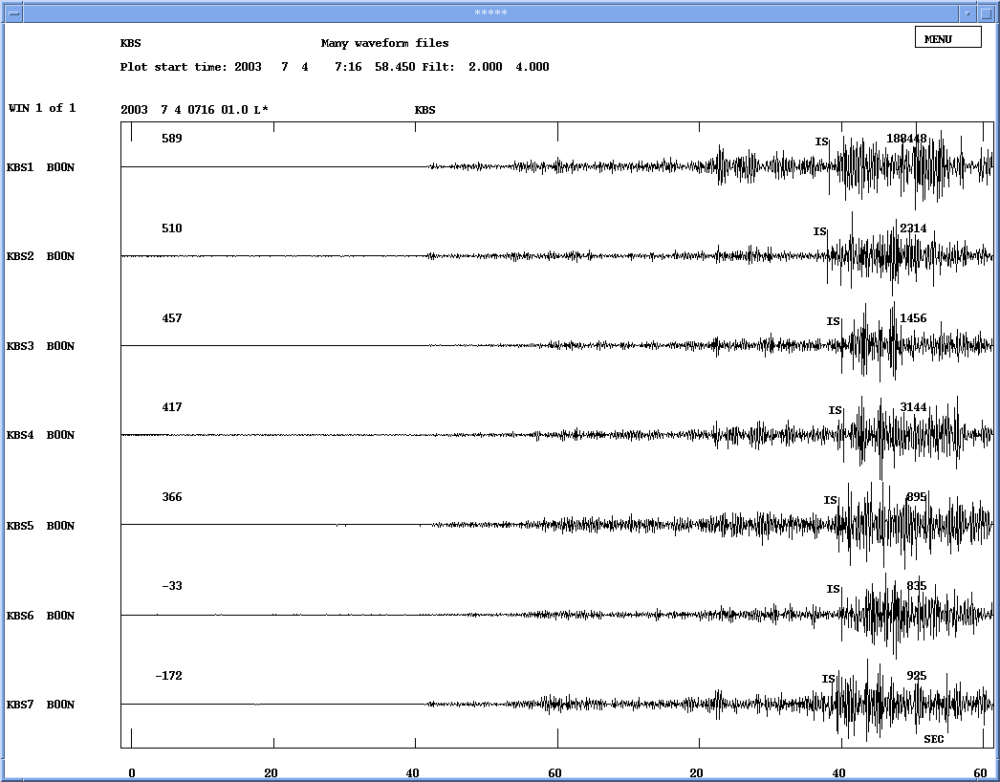 *****
KBS Many waveform files MENU
Plot start time: 2003 7 4 7:16 58.450 Filt: 2.000 4.000
WIN 1 of 1 2003 7 4 0716 01.0 L* KBS
589 IS 188448
KBS1 B00N
510 IS 2314
KBS2 B00N
457 IS 1456
KBS3 B00N
417 IS 3144
KBS4 B00N
366 IS 895
KBS5 B00N
-33 IS 835
KBS6 B00N
-172 IS 925
KBS7 B00N
SEC
0 20 40 60 20 40 60